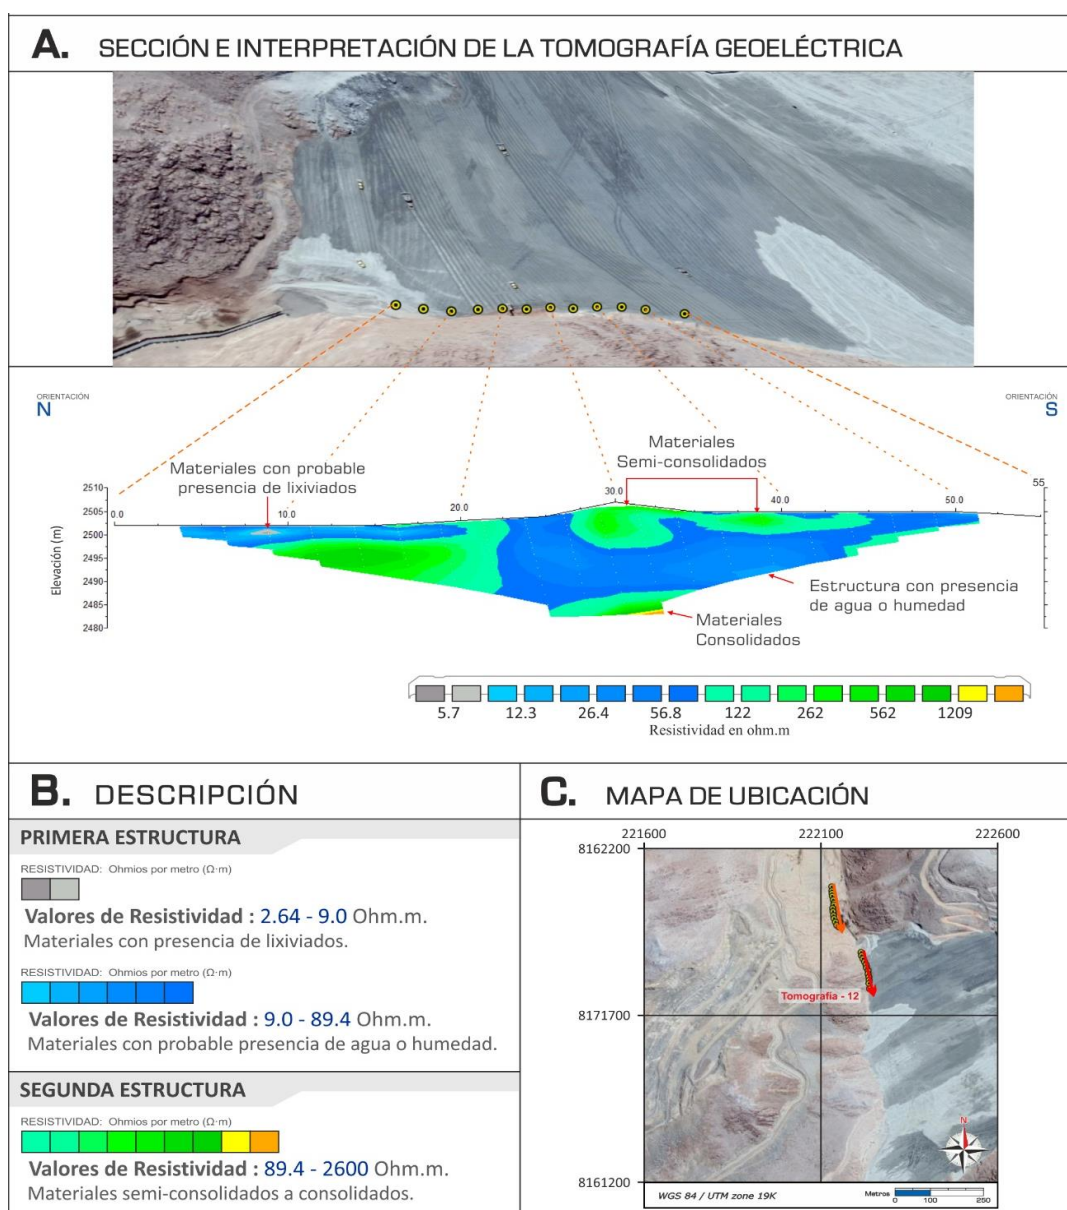 A. SECCIÓN E INTERPRETACIÓN DE LA TOMOGRAFÍA GEOELÉCTRICA
ORIENTACIÓN
N
ORIENTACIÓN
S
Materiales
Semi-consolidados
Materiales con probable
presencia de lixiviados
2510
2505
2500
2495
2490
2485
2480
Elevación (m)
0.0
10.0
20.0
30.0
40.0
50.0
55
Estructura con presencia
de agua o humedad
Materiales
Consolidados
5.7 12.3 26.4 56.8 122 262 562 1209
Resistividad en ohm.m
B. DESCRIPCIÓN
PRIMERA ESTRUCTURA
RESISTIVIDAD: Ohmios por metro (Ω·m)
Valores de Resistividad : 2.64 - 9.0 Ohm.m.
Materiales con presencia de lixiviados.
RESISTIVIDAD: Ohmios por metro (Ω·m)
Valores de Resistividad : 9.0 - 89.4 Ohm.m.
Materiales con probable presencia de agua o humedad.
SEGUNDA ESTRUCTURA
RESISTIVIDAD: Ohmios por metro (Ω·m)
Valores de Resistividad : 89.4 - 2600 Ohm.m.
Materiales semi-consolidados a consolidados.
C. MAPA DE UBICACIÓN
221600 222100 222600
8162200
Tomografía - 12
8171700
8161200
N
WGS 84 / UTM zone 19K
Metros
0 100 250